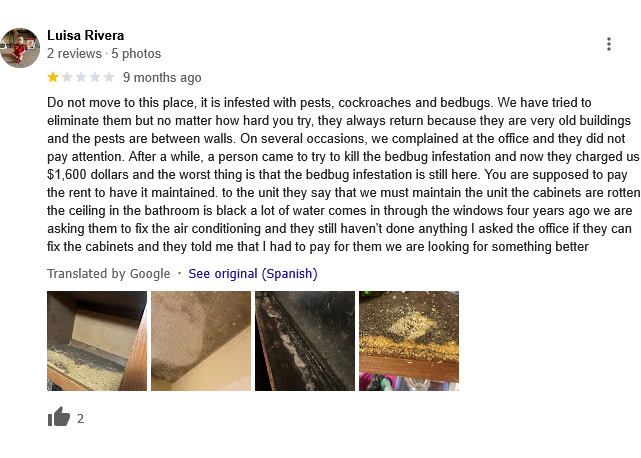 Luisa Rivera
2 reviews · 5 photos
9 months ago
Do not move to this place, it is infested with pests, cockroaches and bedbugs. We have tried to
eliminate them but no matter how hard you try, they always return because they are very old buildings
and the pests are between walls. On several occasions, we complained at the office and they did not
pay attention. After a while, a person came to try to kill the bedbug infestation and now they charged us
$1,600 dollars and the worst thing is that the bedbug infestation is still here. You are supposed to pay
the rent to have it maintained. to the unit they say that we must maintain the unit the cabinets are rotten
the ceiling in the bathroom is black a lot of water comes in through the windows four years ago we are
asking them to fix the air conditioning and they still haven't done anything I asked the office if they can
fix the cabinets and they told me that I had to pay for them we are looking for something better
Translated by Google · See original (Spanish)
2